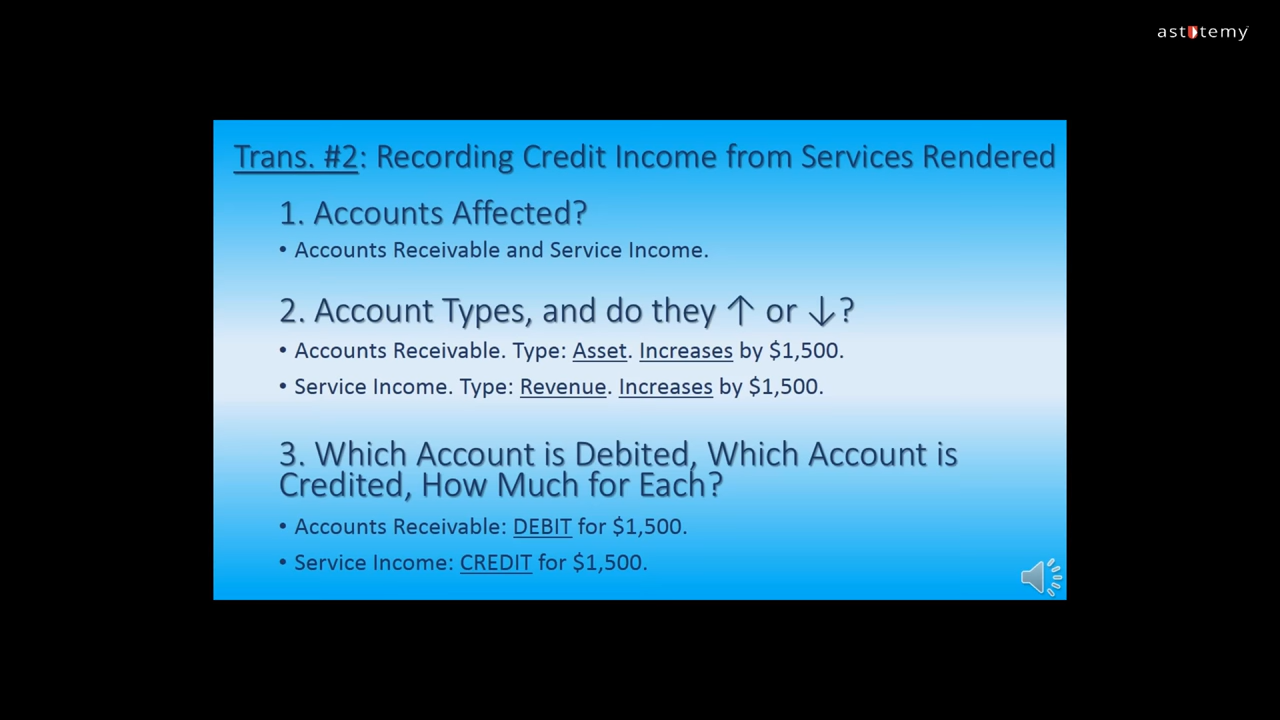 astutemy
Trans. #2: Recording Credit Income from Services Rendered
1. Accounts Affected?
• Accounts Receivable and Service Income.
2. Account Types, and do they ↑ or ↓?
• Accounts Receivable. Type: Asset. Increases by $1,500.
• Service Income. Type: Revenue. Increases by $1,500.
3. Which Account is Debited, Which Account is
Credited, How Much for Each?
• Accounts Receivable: DEBIT for $1,500.
• Service Income: CREDIT for $1,500.